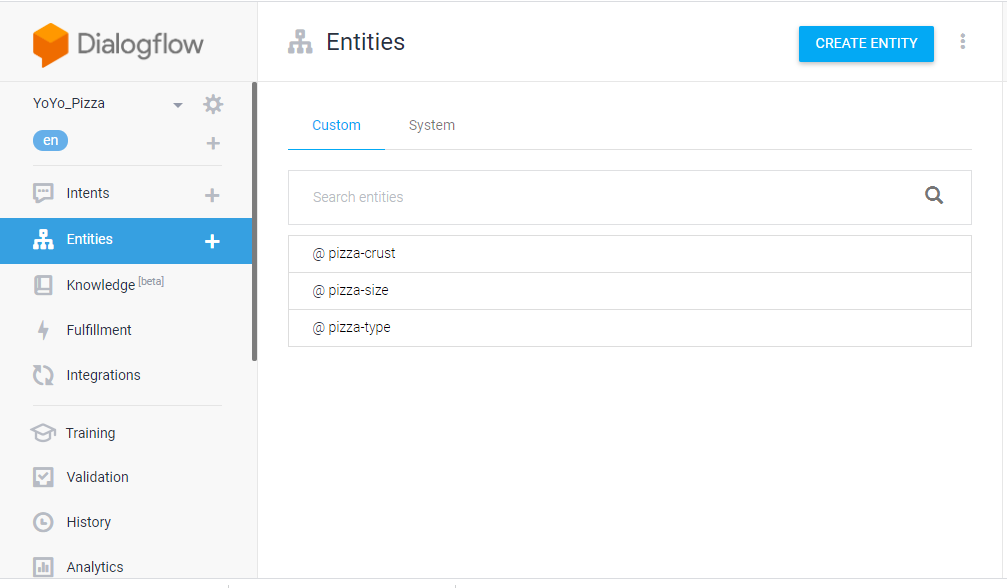 Dialogflow
YoYo_Pizza
en
Intents
Entities
Knowledge [beta]
Fulfillment
Integrations
Training
Validation
History
Analytics
Entities
CREATE ENTITY
Custom
System
Search entities
@ pizza-crust
@ pizza-size
@ pizza-type